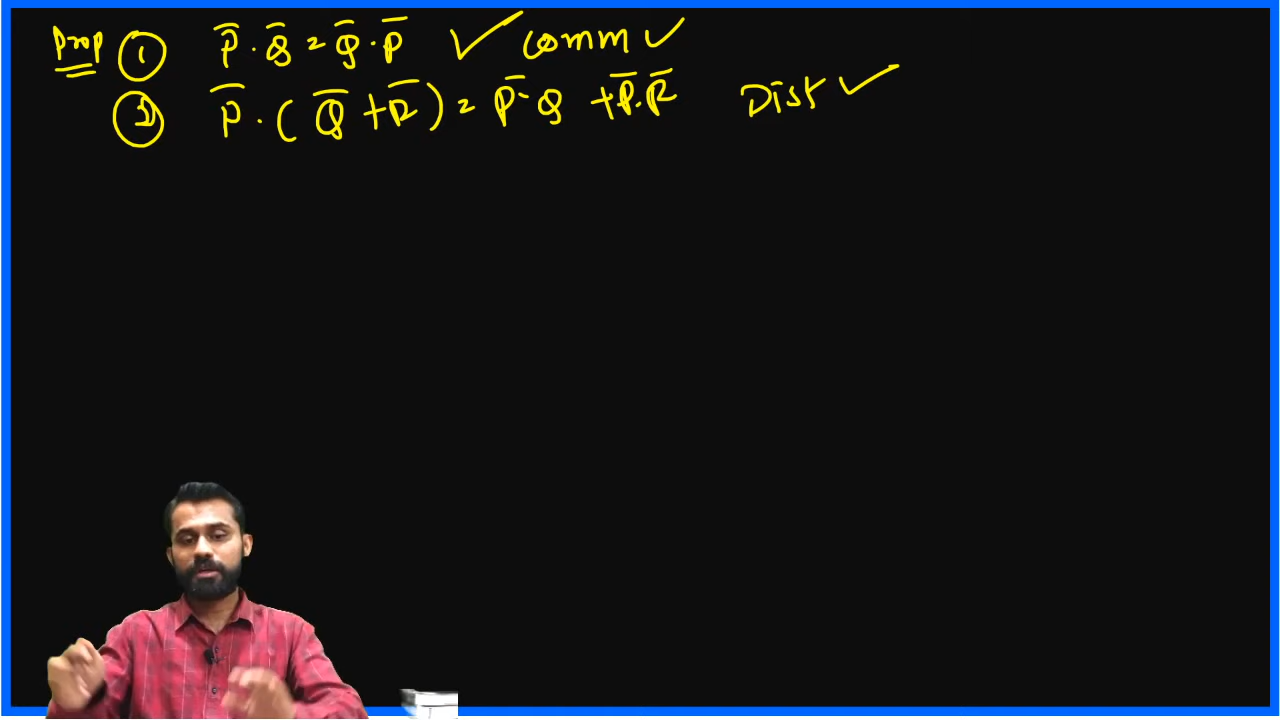 Prop ① P̅ . Q̅ = Q̅ . P̅ ✓ comm ✓
② P̅ . ( Q̅ + R̅ ) = P̅ . Q + P̅ . R̅ Dist ✓